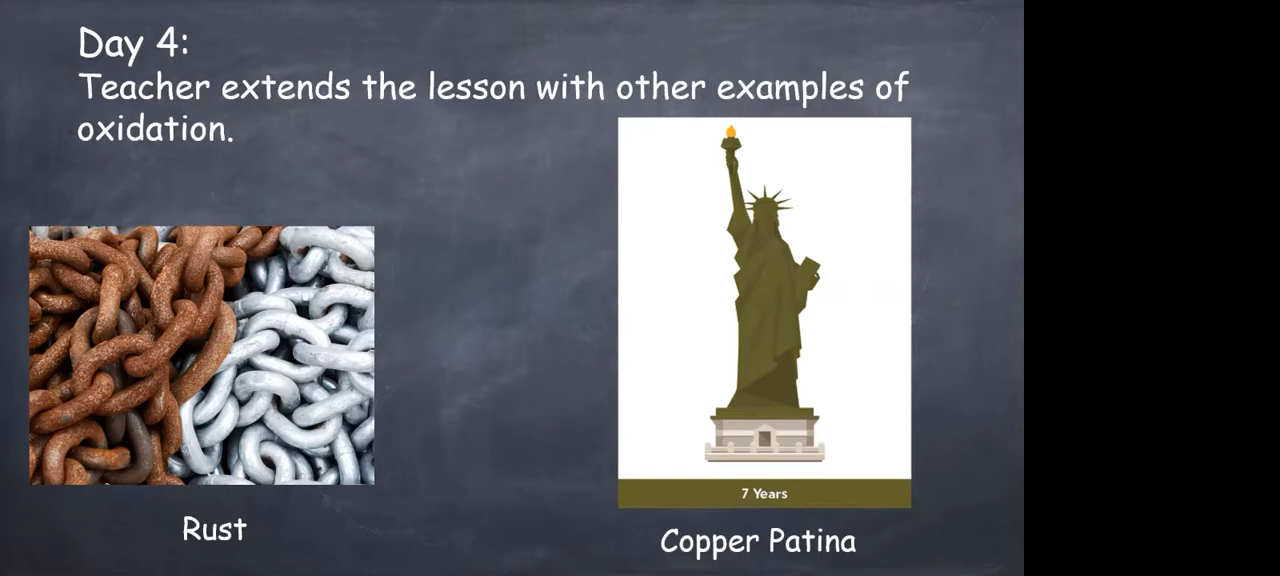 Day 4:
Teacher extends the lesson with other examples of
oxidation.
7 Years
Rust
Copper Patina